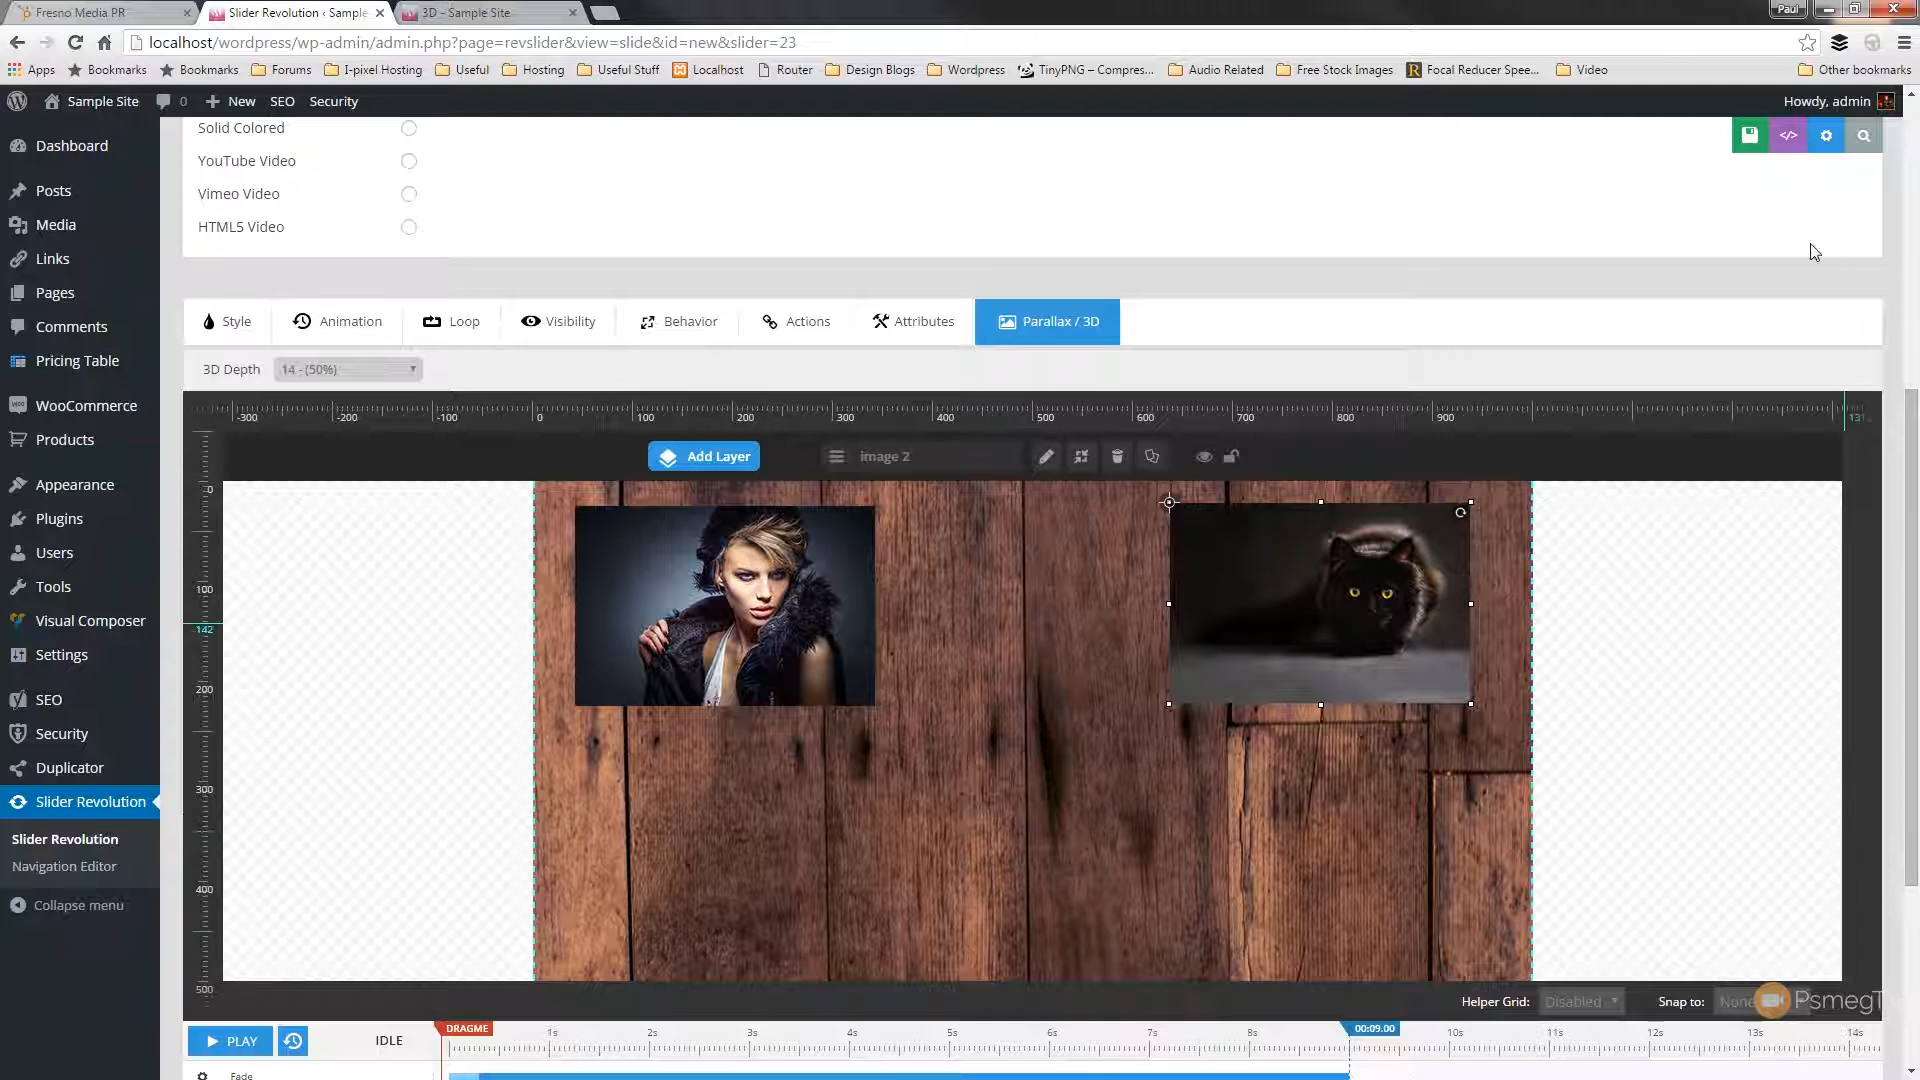 Fresno Media PR
Slider Revolution ‹ Sample
3D - Sample Site
Paul
localhost/wordpress/wp-admin/admin.php?page=revslider&view=slide&id=new&slider=23
Apps
Bookmarks
Bookmarks
Forums
I-pixel Hosting
Useful
Hosting
Useful Stuff
Localhost
Router
Design Blogs
Wordpress
TinyPNG – Compres...
Audio Related
Free Stock Images
Focal Reducer Spee...
Video
Other bookmarks
Sample Site
0
New
SEO
Security
Howdy, admin
Dashboard
Posts
Media
Links
Pages
Comments
Pricing Table
WooCommerce
Products
Appearance
Plugins
Users
Tools
Visual Composer
Settings
SEO
Security
Duplicator
Slider Revolution
Slider Revolution
Navigation Editor
Collapse menu
Solid Colored
YouTube Video
Vimeo Video
HTML5 Video
</>
Style
Animation
Loop
Visibility
Behavior
Actions
Attributes
Parallax / 3D
3D Depth
14 - (50%)
-300 -200 -100 0 100 200 300 400 500 600 700 800 900
Add Layer
image 2
0
100
142
200
300
400
500
Helper Grid:
Disabled
Snap to:
None
PsmegT
PLAY
IDLE
DRAGME
1s 2s 3s 4s 5s 6s 7s 8s 00:09.00 10s 11s 12s 13s 14s
Fade